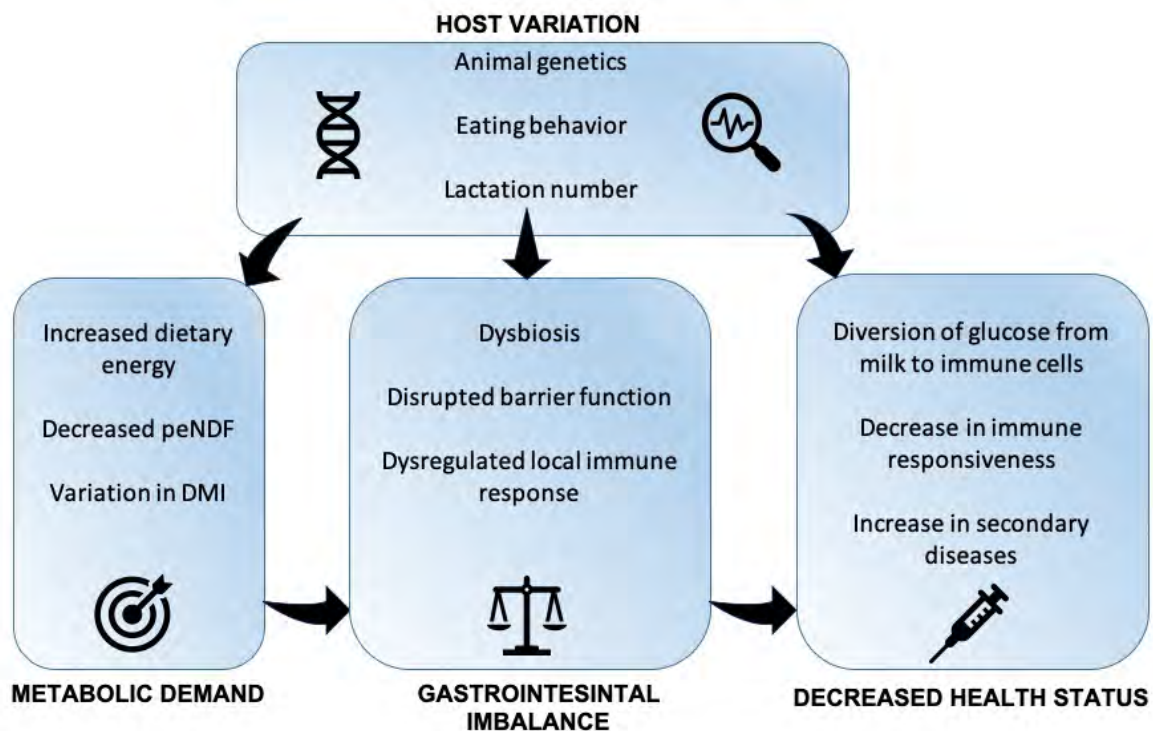 HOST VARIATION
Animal genetics
Eating behavior
Lactation number
Increased dietary
energy
Decreased peNDF
Variation in DMI
METABOLIC DEMAND
Dysbiosis
Disrupted barrier function
Dysregulated local immune
response
GASTROINTESINTAL
IMBALANCE
Diversion of glucose from
milk to immune cells
Decrease in immune
responsiveness
Increase in secondary
diseases
DECREASED HEALTH STATUS